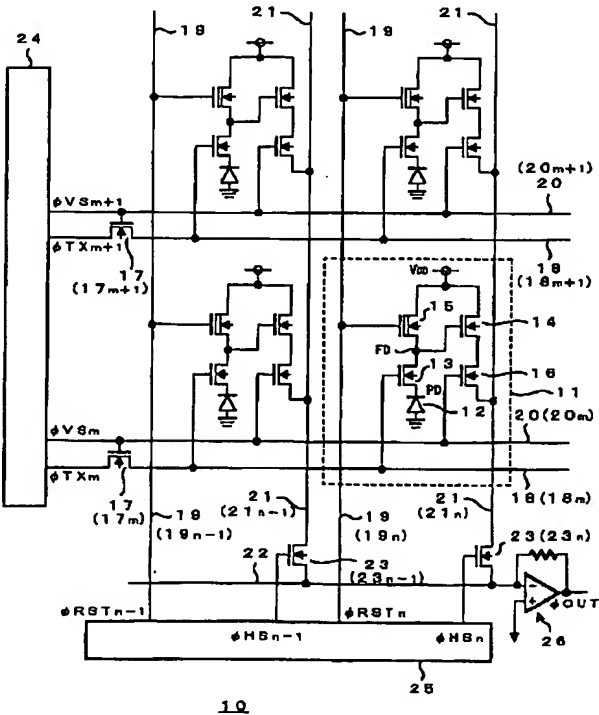 18 21 19 21
24
(20m+1)
φVSm+1 20
φTXm+1
17 18
(17m+1) (18m+1)
VDD
15
14
FD
13 16
PD 11
12
φVSm 20(20m)
φTXm
17 18(18m)
(17m)
21
(21n-1)
21
(21n)
19
(19n-1)
19
(19n)
23(23n)
22
23
(23n-1)
φRSTn-1 φRSTn φOUT
φHSn-1 φHSn 26
25
10